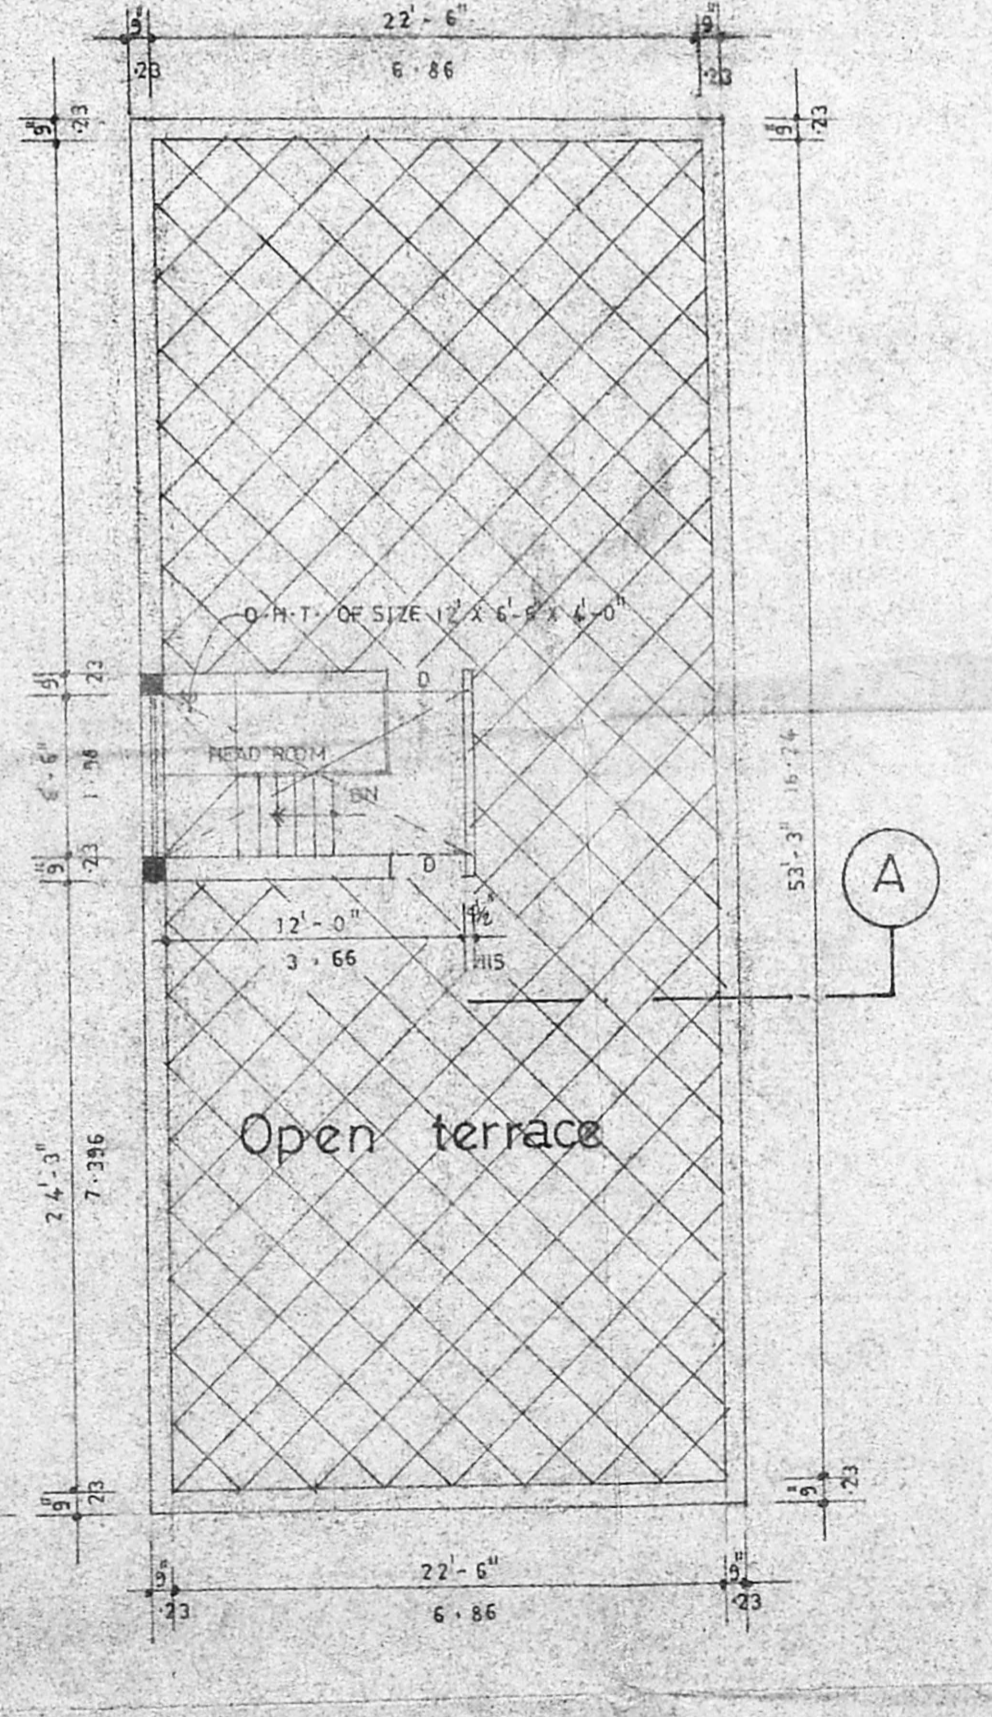 9" 22'-6" 9"
.23 6.86 .23
9" .23
9" .23
O.H.T. OF SIZE 12' X 6'-6" X 4'-0"
9" .23
D
HEAD ROOM
6'-6" 1.98
DN
53'-3" 16.24
A
9" .23
D
12'-0" 4½"
3.66 .115
Open terrace
24'-3" 7.396
9" .23
9" .23
9" 22'-6" 9"
.23 6.86 .23